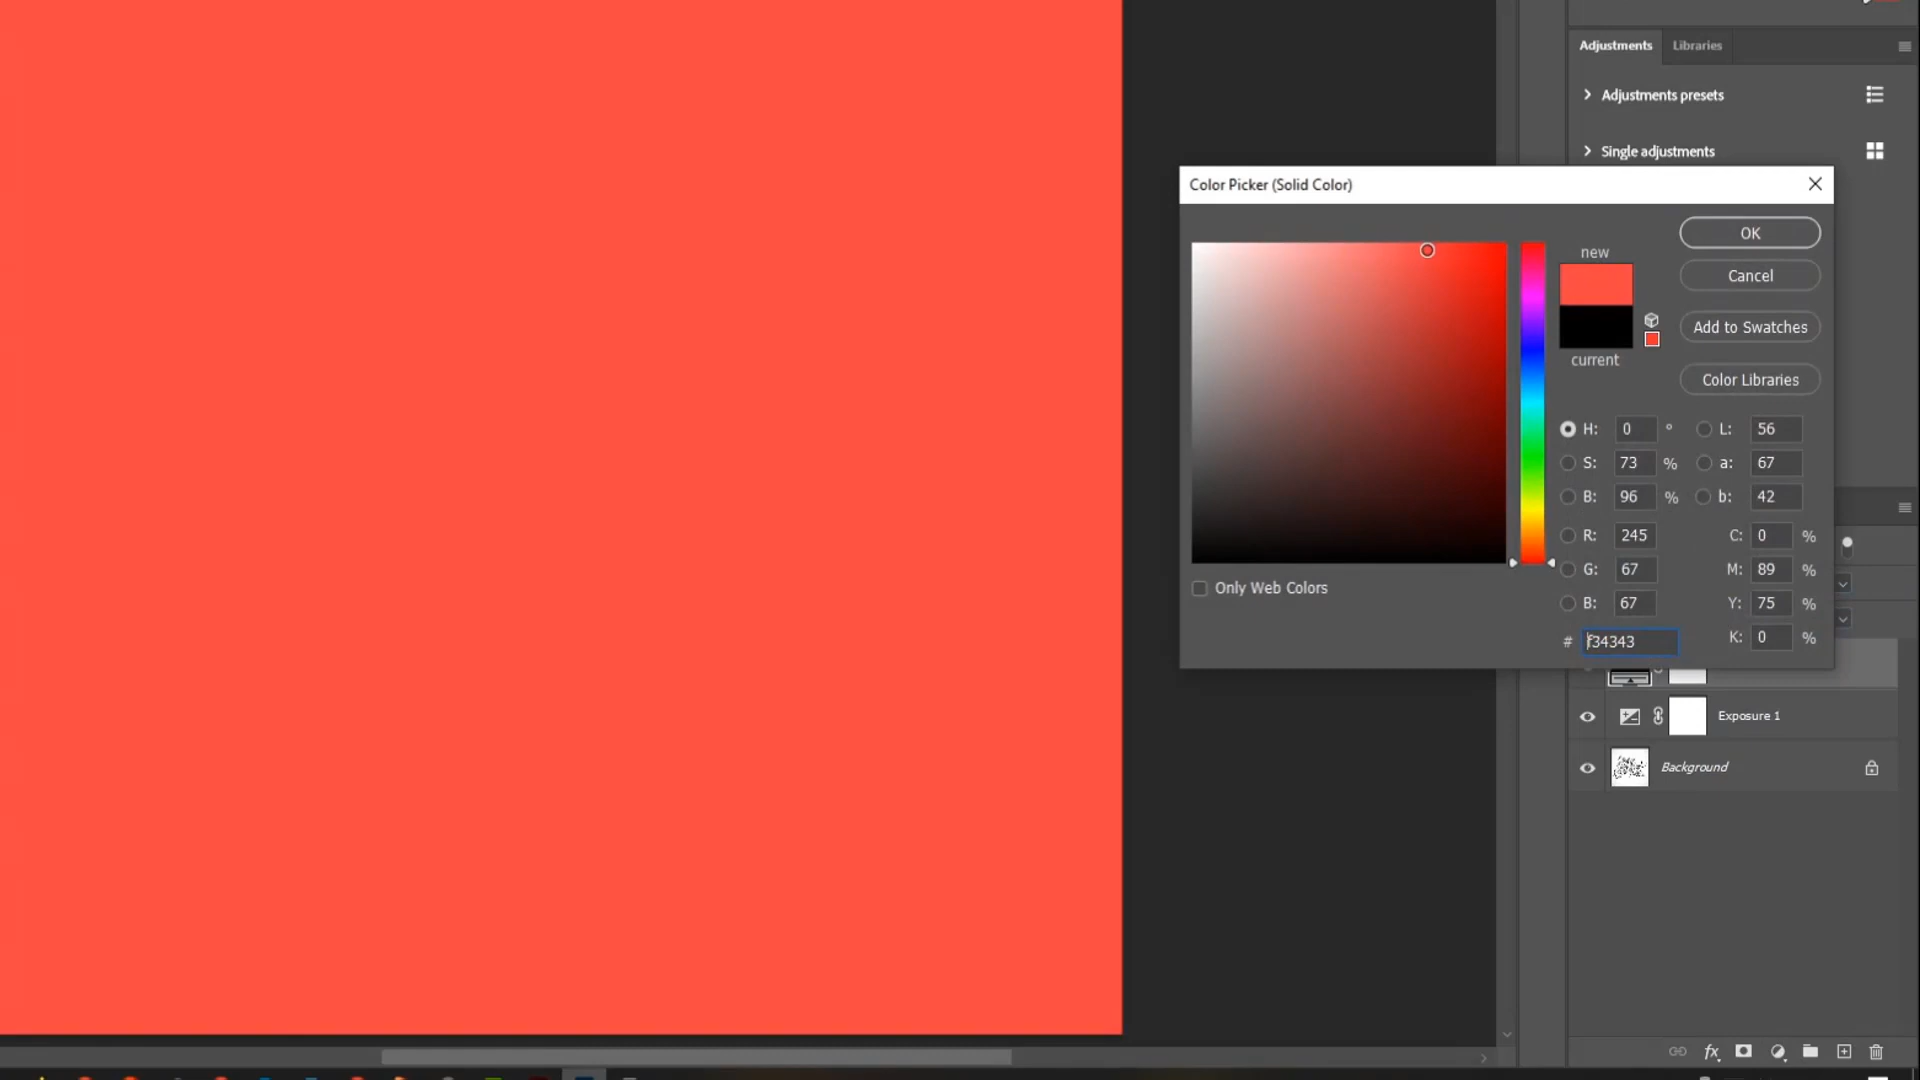 Adjustments Libraries
Adjustments presets
Single adjustments
Color Picker (Solid Color)
OK
new
Cancel
Add to Swatches
current
Color Libraries
H: 0 ° L: 56
S: 73 % a: 67
B: 96 % b: 42
R: 245 C: 0 %
G: 67 M: 89 %
Only Web Colors
B: 67 Y: 75 %
# f34343 K: 0 %
Exposure 1
Background
fx